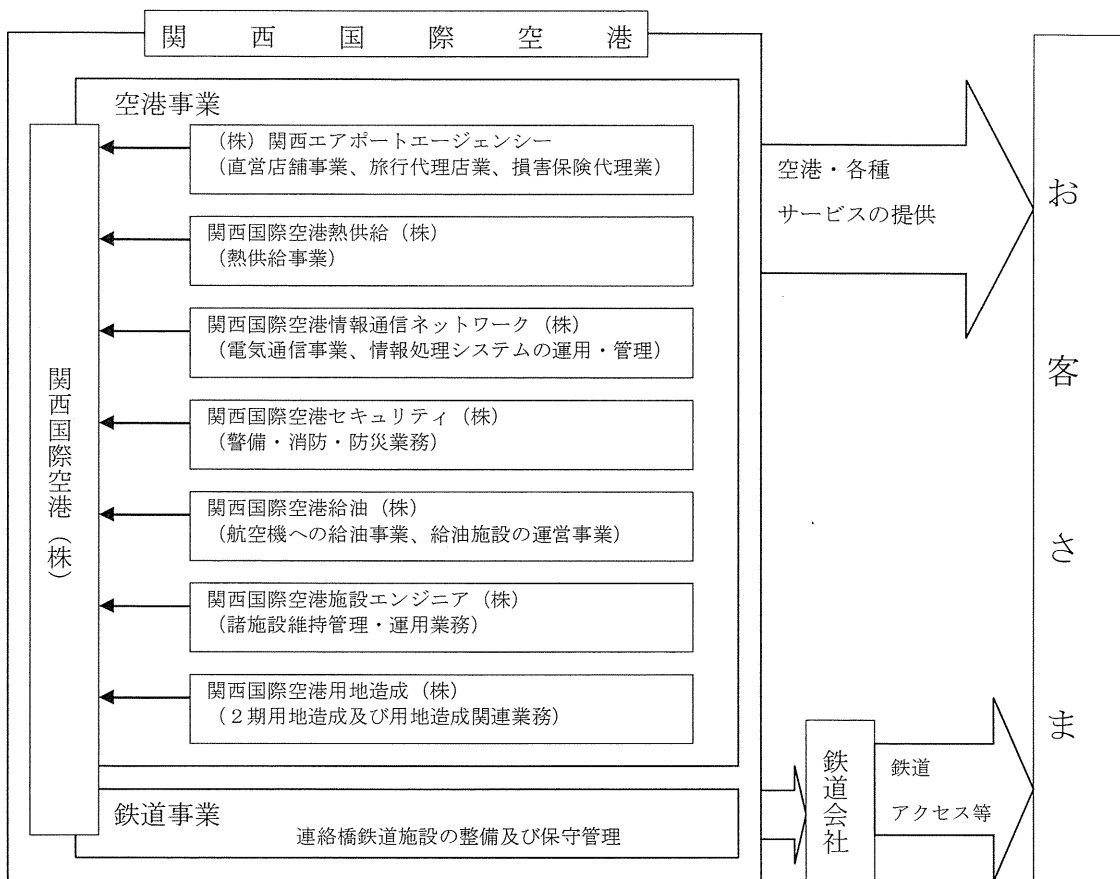 関西国際空港
空港事業
関西国際空港（株）
（株）関西エアポートエージェンシー
（直営店舗事業、旅行代理店業、損害保険代理業）
関西国際空港熱供給（株）
（熱供給事業）
関西国際空港情報通信ネットワーク（株）
（電気通信事業、情報処理システムの運用・管理）
関西国際空港セキュリティ（株）
（警備・消防・防災業務）
関西国際空港給油（株）
（航空機への給油事業、給油施設の運営事業）
関西国際空港施設エンジニア（株）
（諸施設維持管理・運用業務）
関西国際空港用地造成（株）
（２期用地造成及び用地造成関連業務）
鉄道事業
連絡橋鉄道施設の整備及び保守管理
空港・各種
サービスの提供
鉄道会社
鉄道
アクセス等
お客さま